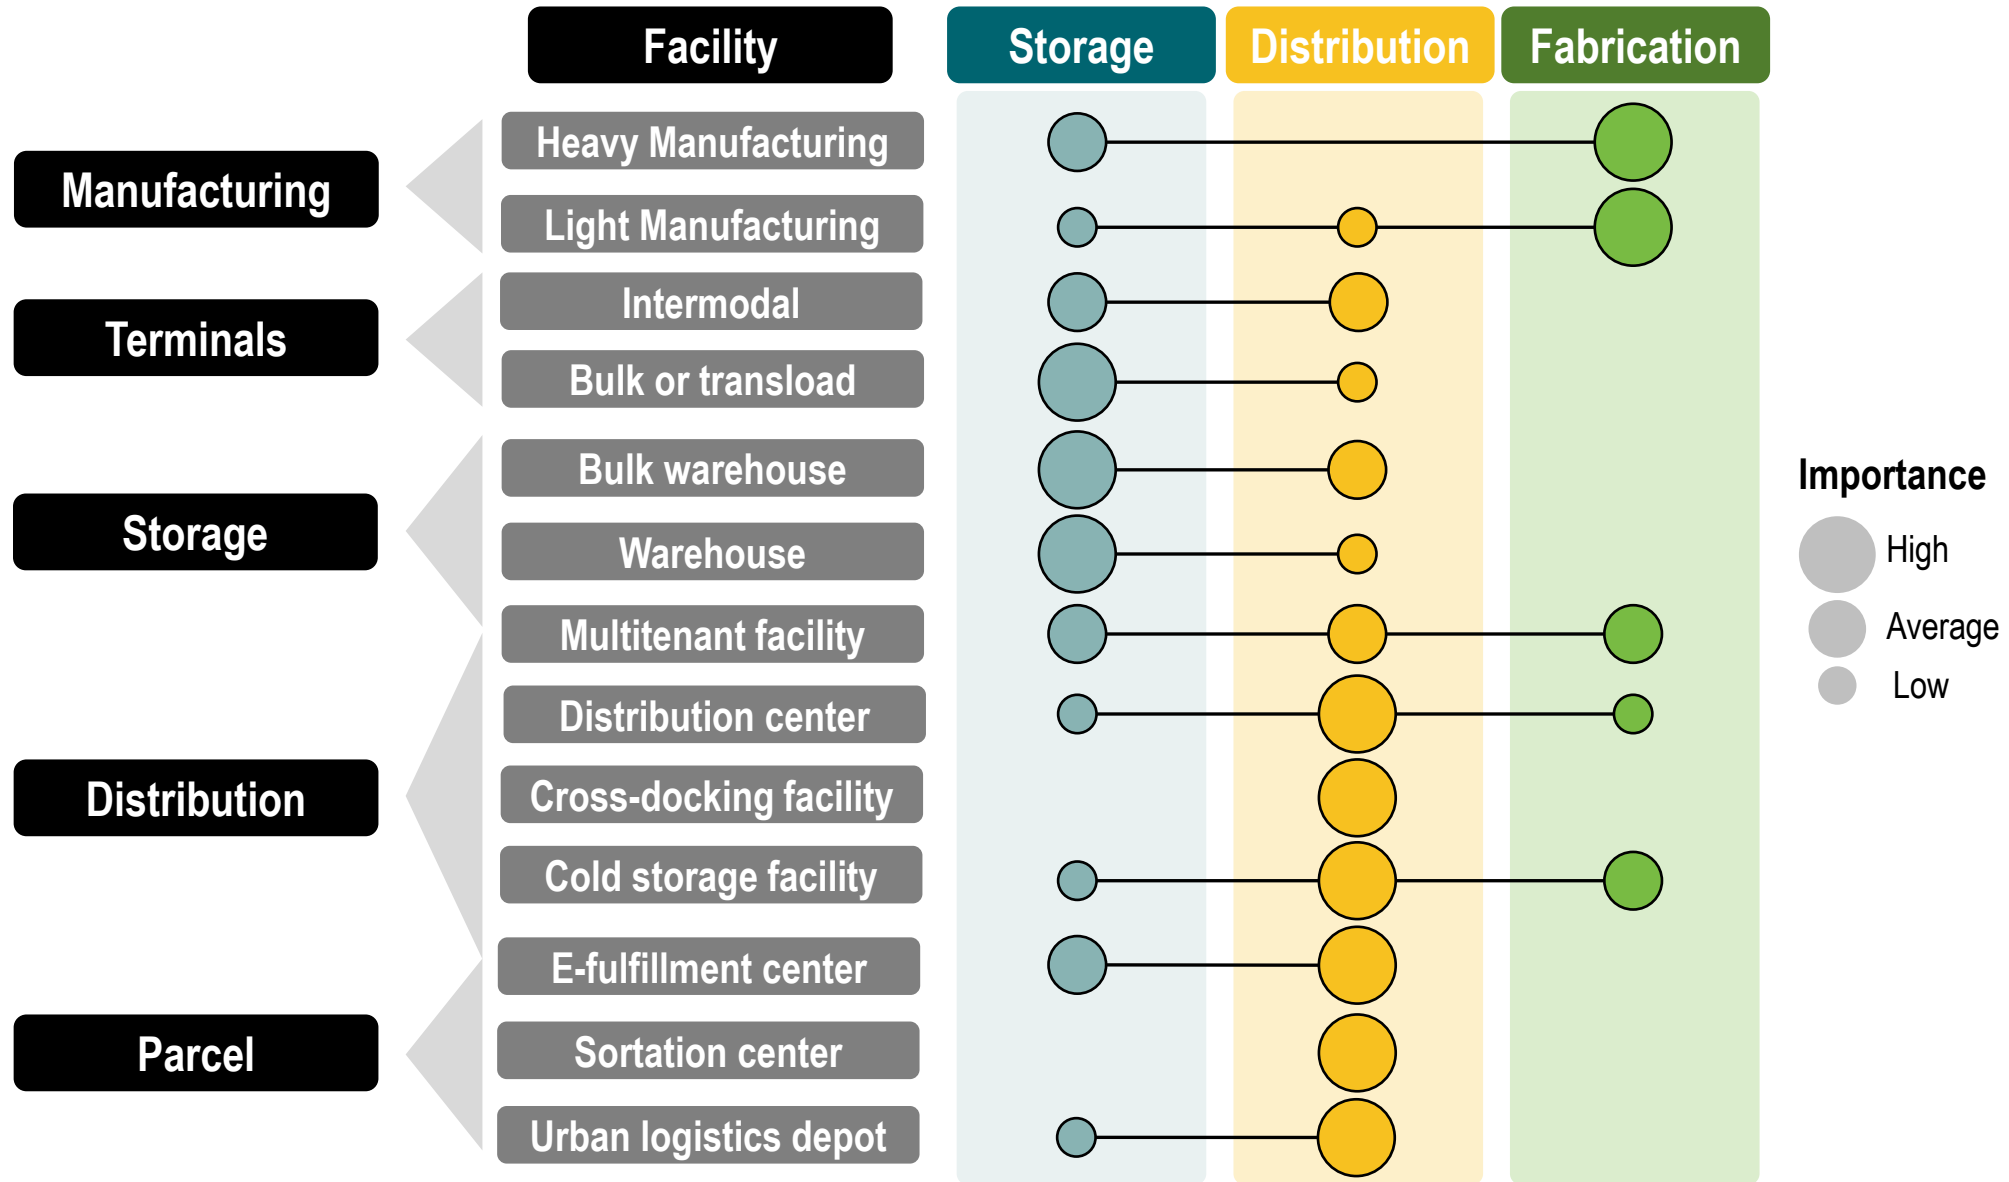 Facility
Storage
Distribution
Fabrication
Manufacturing
Heavy Manufacturing
Light Manufacturing
Terminals
Intermodal
Bulk or transload
Storage
Bulk warehouse
Warehouse
Multitenant facility
Distribution
Distribution center
Cross-docking facility
Cold storage facility
E-fulfillment center
Parcel
Sortation center
Urban logistics depot
Importance
High
Average
Low